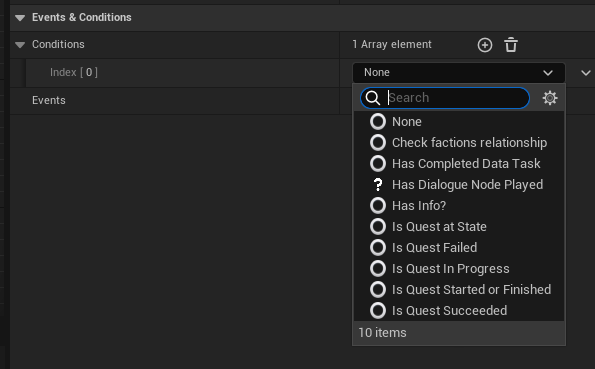 Events & Conditions
Conditions
1 Array element
Index [ 0 ]
None
Events
Search
None
Check factions relationship
Has Completed Data Task
? Has Dialogue Node Played
Has Info?
Is Quest at State
Is Quest Failed
Is Quest In Progress
Is Quest Started or Finished
Is Quest Succeeded
10 items